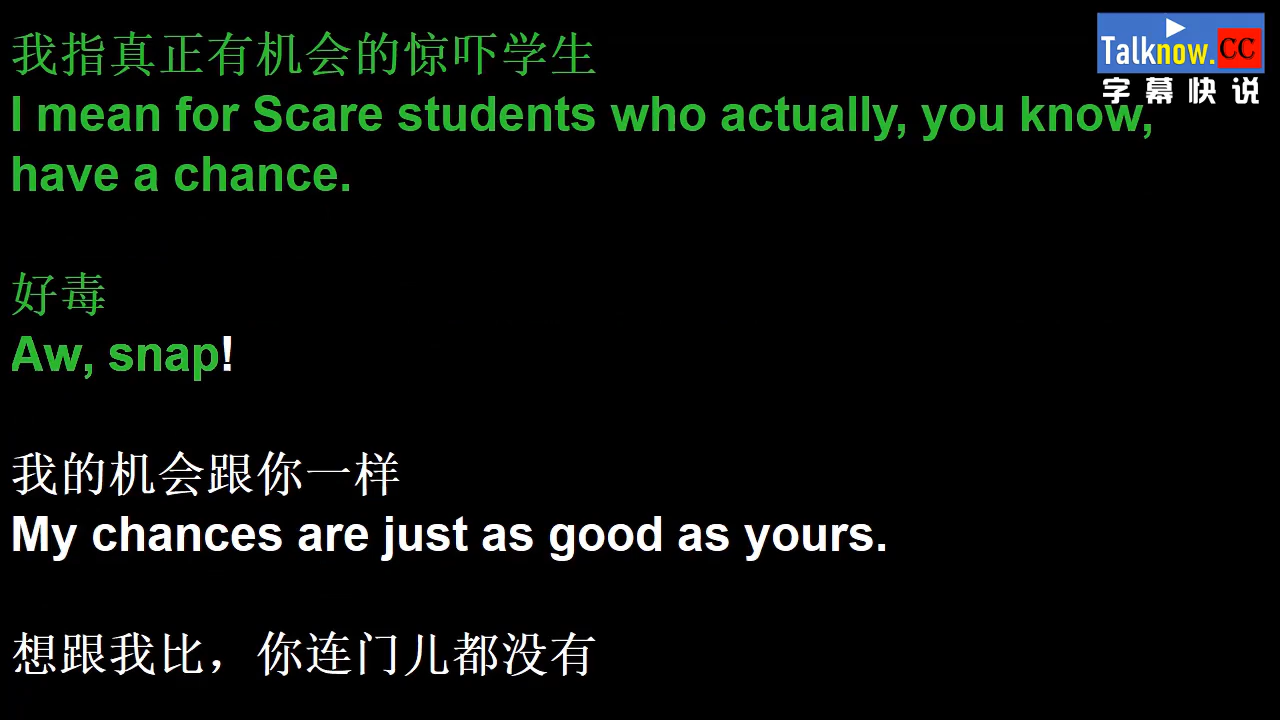 我指真正有机会的惊吓学生
I mean for Scare students who actually, you know,
have a chance.
好毒
Aw, snap!
我的机会跟你一样
My chances are just as good as yours.
想跟我比，你连门儿都没有
Talknow.CC
字幕快说